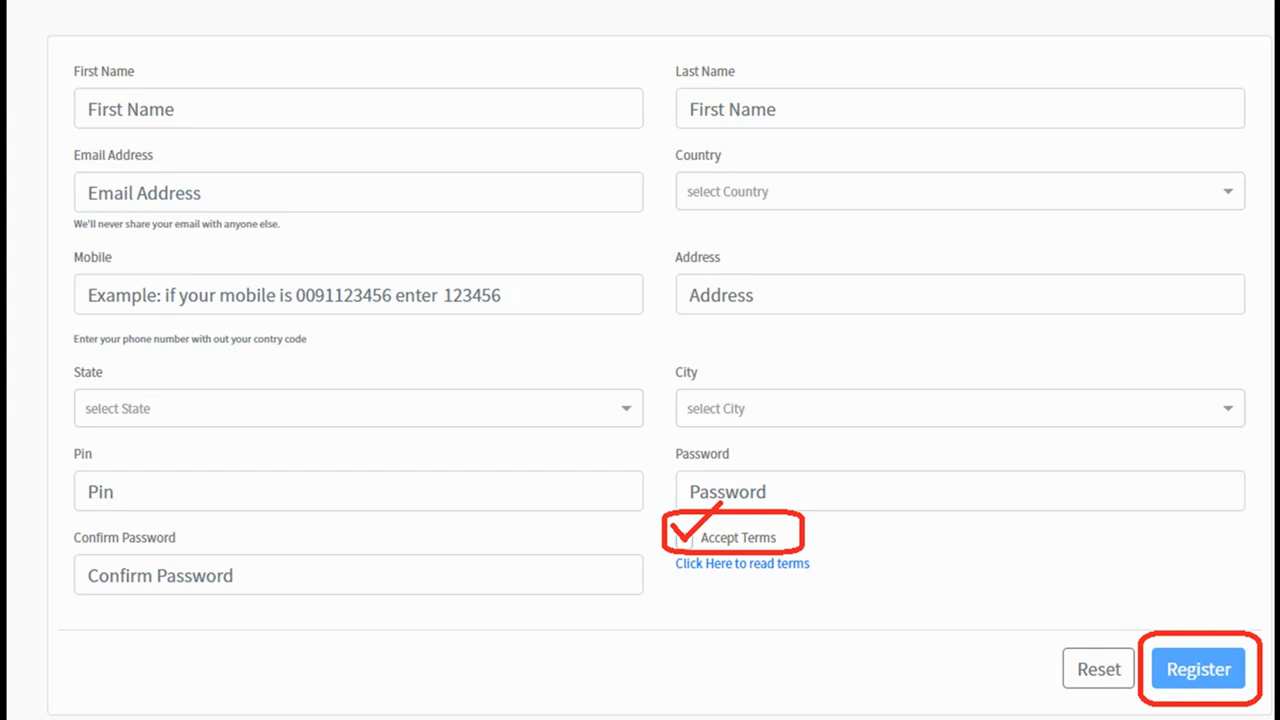 First Name
Last Name
First Name
First Name
Email Address
Country
Email Address
select Country
We'll never share your email with anyone else.
Mobile
Address
Example: if your mobile is 0091123456 enter 123456
Address
Enter your phone number with out your contry code
State
City
select State
select City
Pin
Password
Pin
Password
Confirm Password
Accept Terms
Confirm Password
Click Here to read terms
Reset
Register